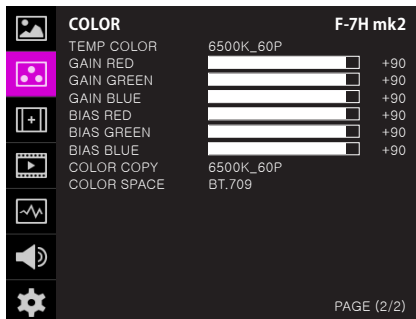 COLOR F-7H mk2
TEMP COLOR 6500K_60P
GAIN RED +90
GAIN GREEN +90
GAIN BLUE +90
BIAS RED +90
BIAS GREEN +90
BIAS BLUE +90
COLOR COPY 6500K_60P
COLOR SPACE BT.709
PAGE (2/2)